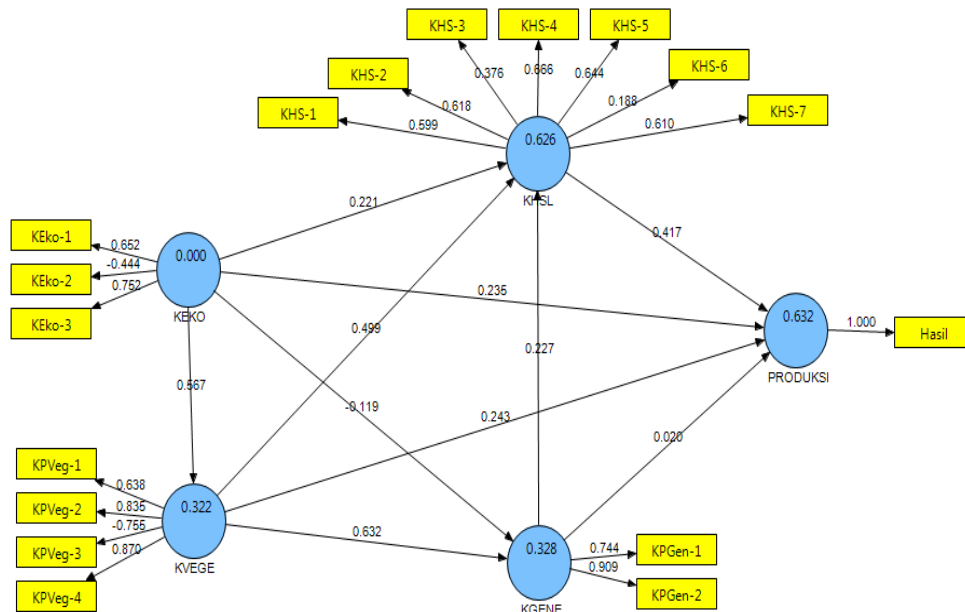 KHS-3
KHS-4
KHS-5
KHS-2
KHS-6
KHS-1
KHS-7
0.376
0.666
0.644
0.618
0.188
0.599
0.610
0.626
KHSL
0.221
0.417
KEko-1
KEko-2
KEko-3
0.652
-0.444
0.752
0.000
KEKO
0.235
0.499
0.227
0.632
PRODUKSI
1.000
Hasil
0.567
-0.119
0.243
0.020
KPVeg-1
KPVeg-2
KPVeg-3
KPVeg-4
0.638
0.835
-0.755
0.870
0.322
KVEGE
0.632
0.328
KGENE
0.744
0.909
KPGen-1
KPGen-2